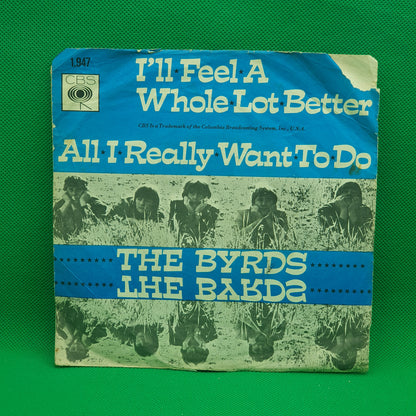 1.947
CBS
I'll·Feel·A
Whole·Lot·Better
CBS Is a Trademark of the Columbia Broadcasting System, Inc., U.S.A.
All·I·Really·Want·To·Do
THE BYRDS
THE BYRDS